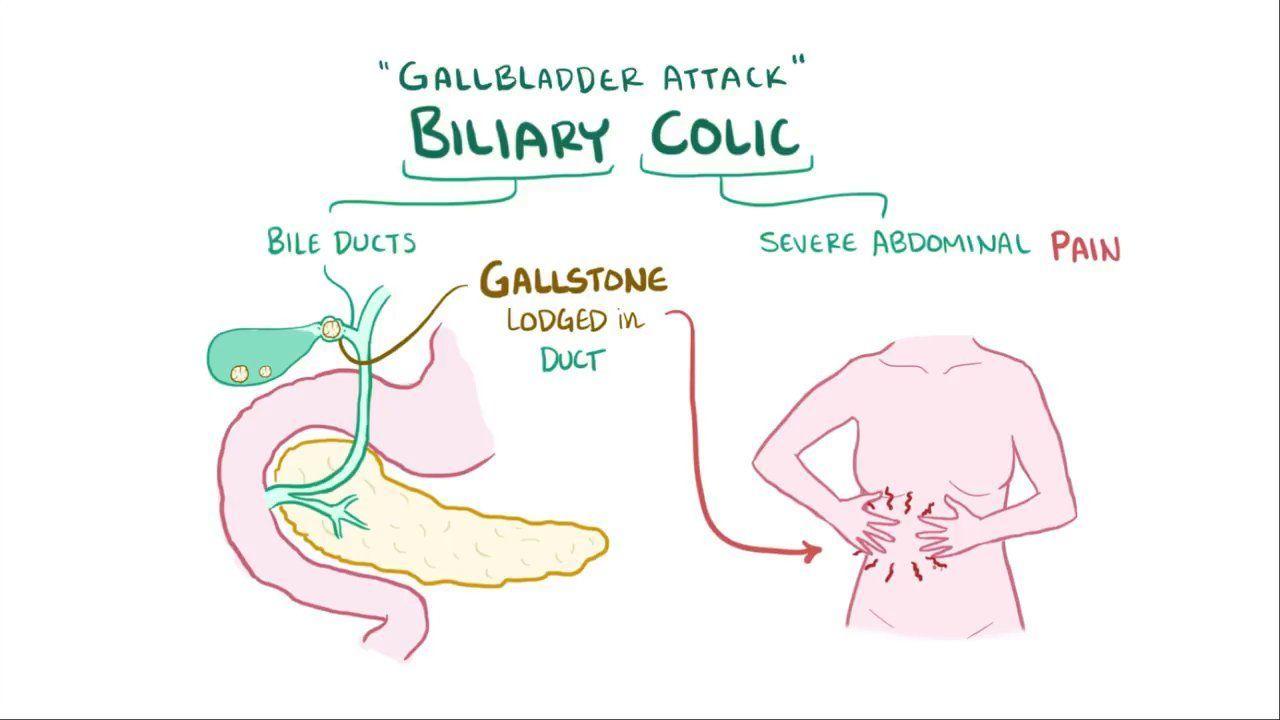 "GALLBLADDER ATTACK"
BILIARY COLIC
BILE DUCTS
SEVERE ABDOMINAL PAIN
GALLSTONE
LODGED in
DUCT